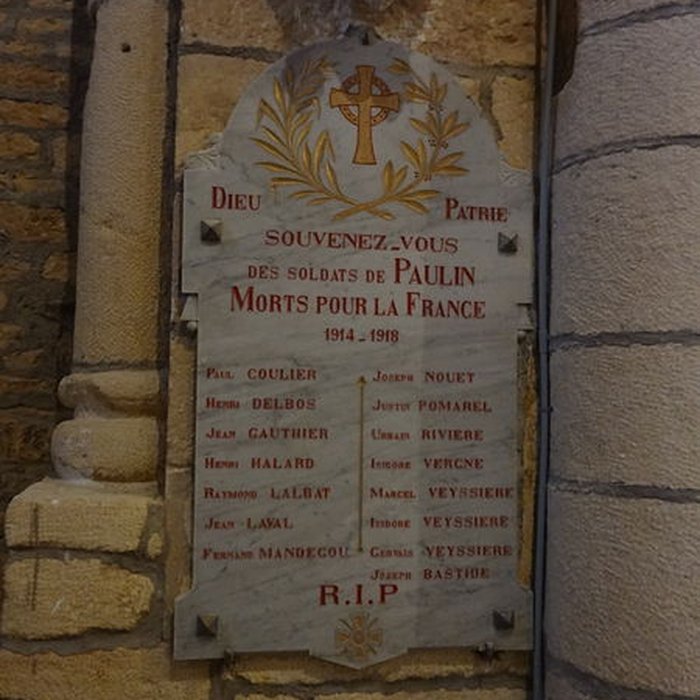 DIEU PATRIE
SOUVENEZ-VOUS
DES SOLDATS DE PAULIN
MORTS POUR LA FRANCE
1914-1918
PAUL COULIER
HENRI DELBOS
JEAN GAUTHIER
HENRI HALARD
RAYMOND LALBAT
JEAN LAVAL
FERNAND MANDEGOU
JOSEPH NOUET
JUSTIN POMAREL
URBAIN RIVIERE
ISIDORE VERGNE
MARCEL VEYSSIERE
ISIDORE VEYSSIERE
GERVAIS VEYSSIERE
JOSEPH BASTIDE
R.I.P